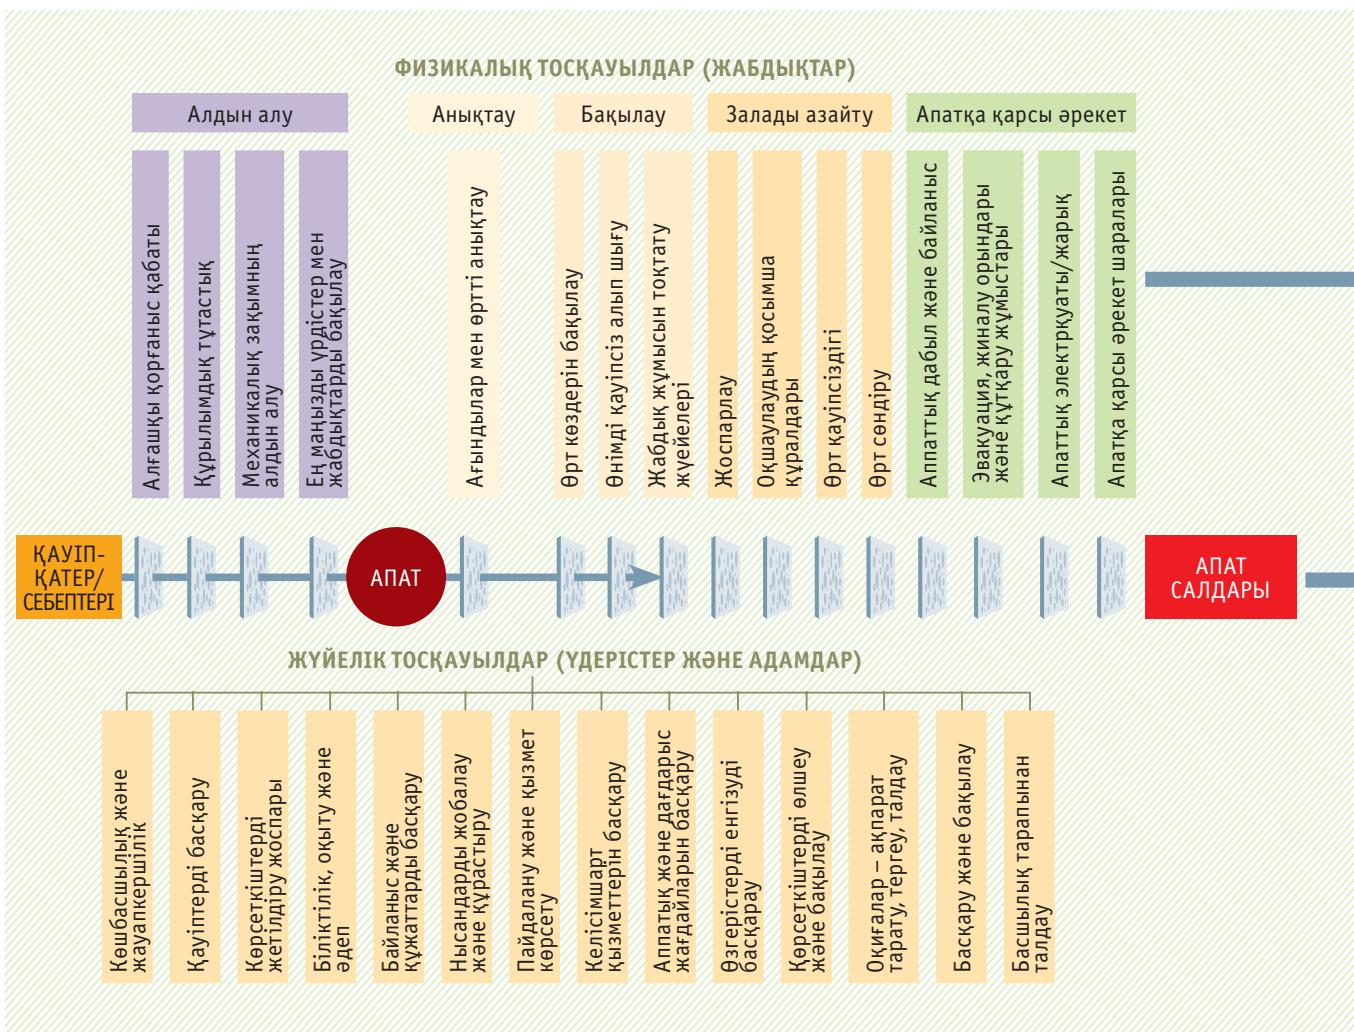 ФИЗИКАЛЫҚ ТОСҚАУЫЛДАР (ЖАБДЫҚТАР)
Алдын алу
Анықтау
Бақылау
Залады азайту
Апатқа қарсы әрекет
Алғашқы қорғаныс қабаты
Құрылымдық тұтастық
Механикалық зақымның
алдын алу
Ең маңызды үрдістер мен
жабдықтарды бақылау
Ағындылар мен өртті анықтау
Өрт көздерін бақылау
Өнімді қауіпсіз алып шығу
Жабдық жұмысын тоқтату
жүйелері
Жоспарлау
Оқшаулаудың қосымша
құралдары
Өрт қауіпсіздігі
Өрт сөндіру
Аппаттық дабыл және байланыс
Эвакуация, жиналу орындары
және құтқару жұмыстары
Апаттық электрқуаты/жарық
Апатқа қарсы әрекет шаралары
ҚАУІП-
ҚАТЕР/
СЕБЕПТЕРІ
АПАТ
АПАТ
САЛДАРЫ
ЖҮЙЕЛІК ТОСҚАУЫЛДАР (ҮДЕРІСТЕР ЖӘНЕ АДАМДАР)
Көшбасшылық және
жауапкершілік
Қауіптерді басқару
Көрсеткіштерді
жетілдіру жоспары
Біліктілік, оқыту және
әдеп
Байланыс және
құжаттарды басқару
Нысандарды жобалау
және құрастыру
Пайдалану және қызмет
көрсету
Келісімшарт
қызметтерін басқару
Аппатық және дағдарыс
жағдайларын басқару
Өзгерістерді енгізуді
басқарау
Қөрсеткіштерді өлшеу
және бақылау
Оқиғалар – ақпарат
тарату, тергеу, талдау
Басқару және бақылау
Басшылық тарапынан
талдау